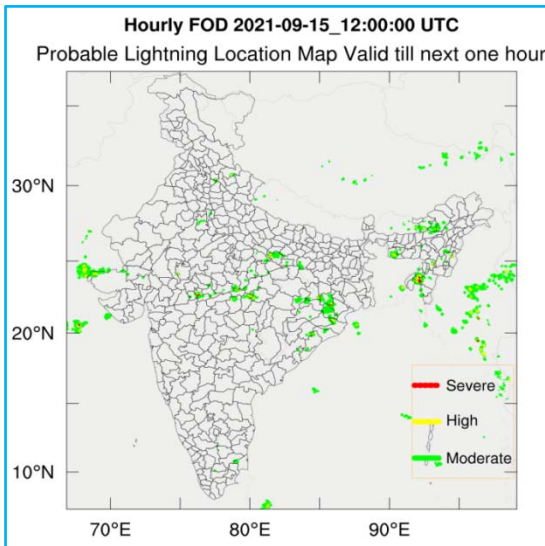 Hourly FOD 2021-09-15_12:00:00 UTC
Probable Lightning Location Map Valid till next one hour
30°N
20°N
10°N
Severe
High
Moderate
70°E
80°E
90°E